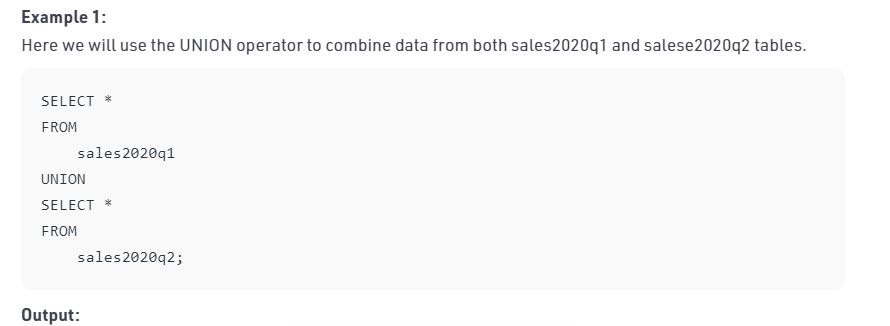 Example 1:
Here we will use the UNION operator to combine data from both sales2020q1 and salese2020q2 tables.
SELECT *
FROM
    sales2020q1
UNION
SELECT *
FROM
    sales2020q2;
Output: